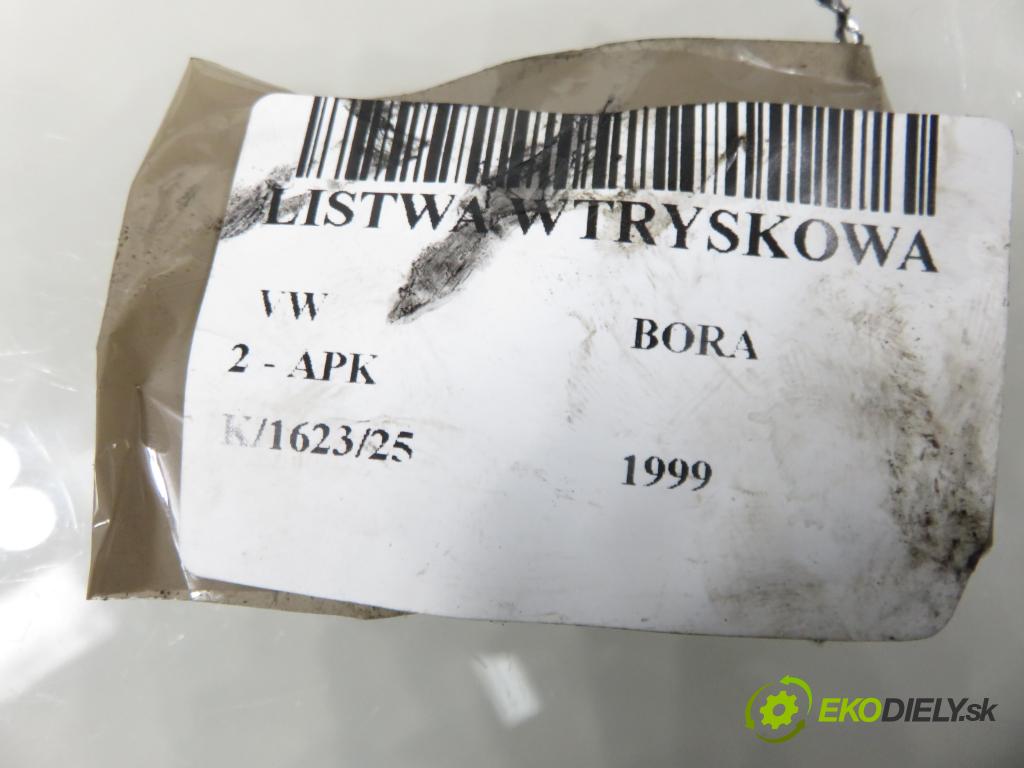 LISTWA WTRYSKOWA
VW BORA
2 - APK
K/1623/25 1999
EKODIELY.sk